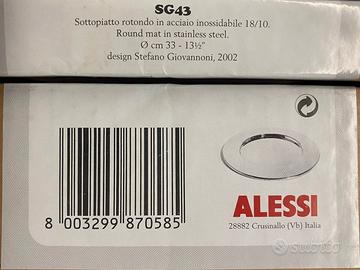 SG43
Sottopiatto rotondo in acciaio inossidabile 18/10.
Round mat in stainless steel.
Ø cm 33 - 13½"
design Stefano Giovannoni, 2002
8 003299 870585
ALESSI
28882 Crusinallo (Vb) Italia
subito